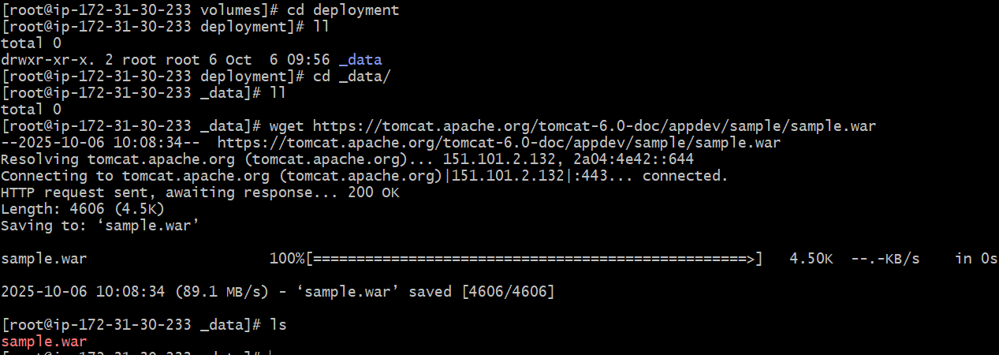 [root@ip-172-31-30-233 volumes]# cd deployment
[root@ip-172-31-30-233 deployment]# ll
total 0
drwxr-xr-x. 2 root root 6 Oct  6 09:56 _data
[root@ip-172-31-30-233 deployment]# cd _data/
[root@ip-172-31-30-233 _data]# ll
total 0
[root@ip-172-31-30-233 _data]# wget https://tomcat.apache.org/tomcat-6.0-doc/appdev/sample/sample.war
--2025-10-06 10:08:34--  https://tomcat.apache.org/tomcat-6.0-doc/appdev/sample/sample.war
Resolving tomcat.apache.org (tomcat.apache.org)... 151.101.2.132, 2a04:4e42::644
Connecting to tomcat.apache.org (tomcat.apache.org)|151.101.2.132|:443... connected.
HTTP request sent, awaiting response... 200 OK
Length: 4606 (4.5K)
Saving to: ‘sample.war’
sample.war                     100%[==================================================>]   4.50K  --.-KB/s    in 0s
2025-10-06 10:08:34 (89.1 MB/s) - ‘sample.war’ saved [4606/4606]
[root@ip-172-31-30-233 _data]# ls
sample.war